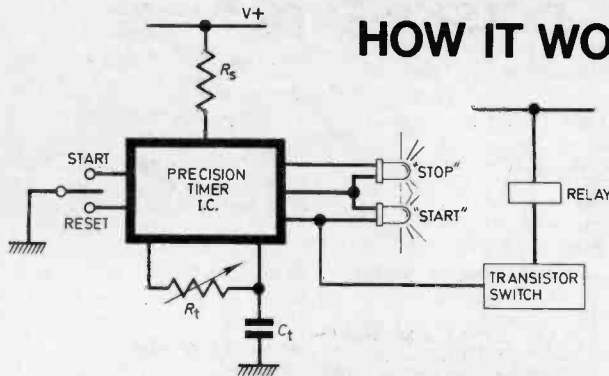 V+
HOW IT WO
Rs
START
RESET
PRECISION
TIMER
I.C.
"STOP"
"START"
RELAY
TRANSISTOR
SWITCH
Rt
Ct